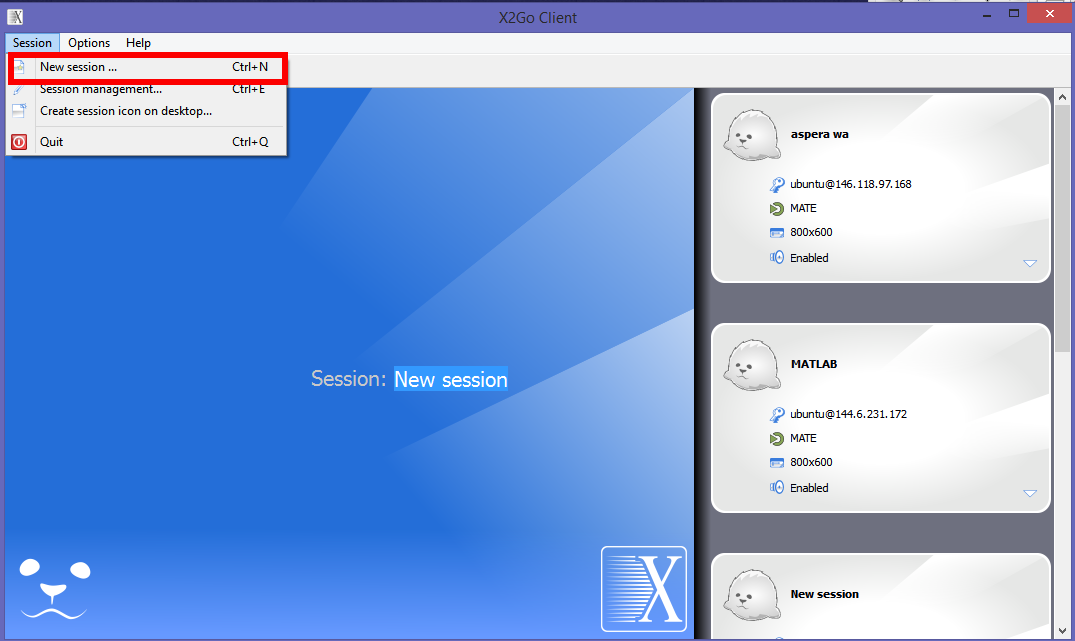 X2Go Client
Session Options Help
New session ... Ctrl+N
Session management... Ctrl+E
Create session icon on desktop...
Quit Ctrl+Q
Session: New session
X
aspera wa
ubuntu@146.118.97.168
MATE
800x600
Enabled
MATLAB
ubuntu@144.6.231.172
MATE
800x600
Enabled
New session